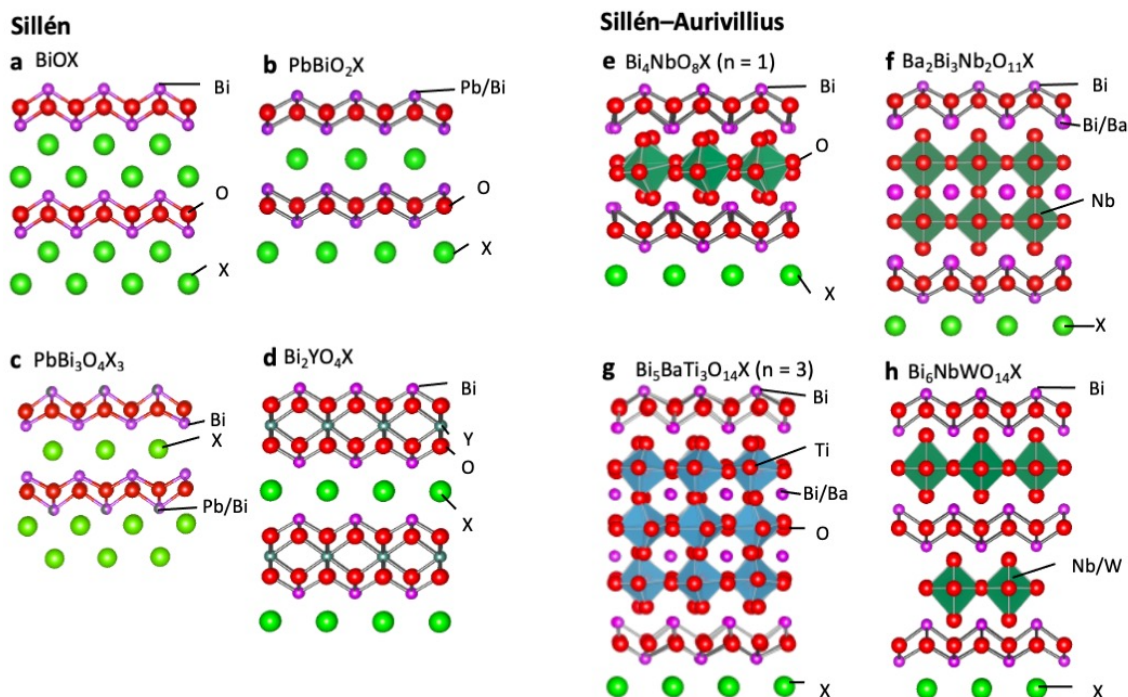 Sillén
a BiOX
Bi
O
X
b PbBiO₂X
Pb/Bi
O
X
c PbBi₃O₄X₃
Bi
X
Pb/Bi
d Bi₂YO₄X
Bi
Y
O
X
Sillén–Aurivillius
e Bi₄NbO₈X (n = 1)
Bi
O
X
f Ba₂Bi₃Nb₂O₁₁X
Bi
Bi/Ba
Nb
X
g Bi₅BaTi₃O₁₄X (n = 3)
Bi
Ti
Bi/Ba
O
X
h Bi₆NbWO₁₄X
Bi
Nb/W
X